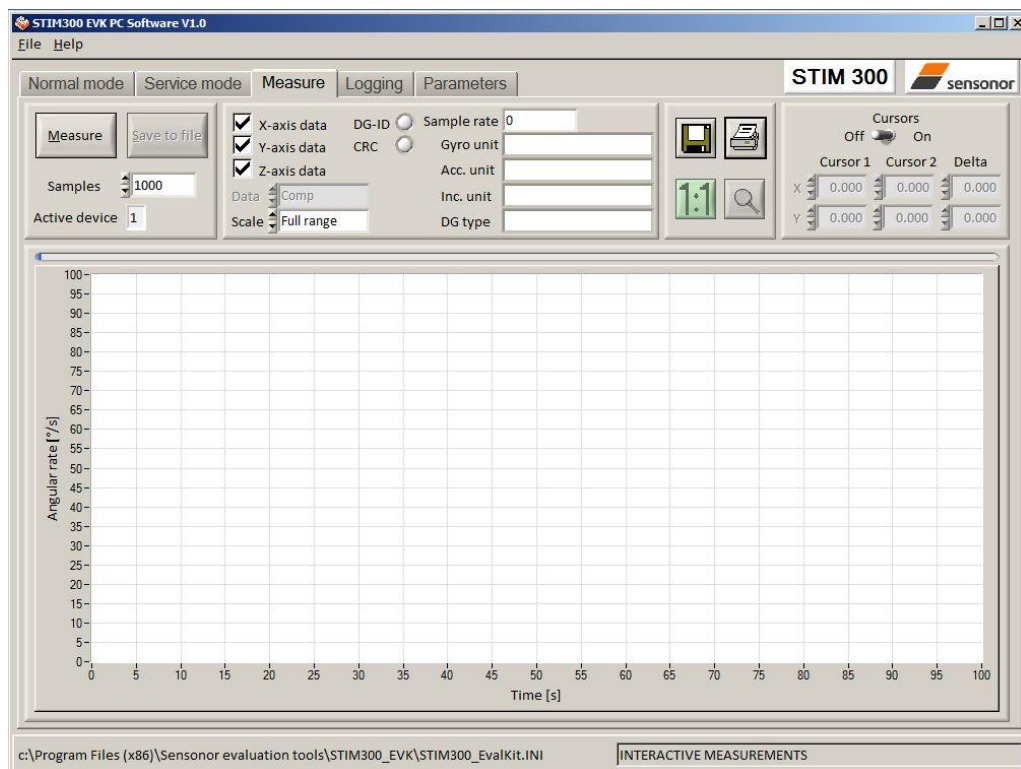 STIM300 EVK PC Software V1.0
File Help
Normal mode Service mode Measure Logging Parameters
STIM 300 sensonor
Measure Save to file
Samples 1000
Active device 1
X-axis data
Y-axis data
Z-axis data
Data Comp
Scale Full range
DG-ID
CRC
Sample rate 0
Gyro unit
Acc. unit
Inc. unit
DG type
1:1
Cursors
Off On
Cursor 1 Cursor 2 Delta
X 0.000 0.000 0.000
Y 0.000 0.000 0.000
Angular rate [°/s]
100
95
90
85
80
75
70
65
60
55
50
45
40
35
30
25
20
15
10
5
0
0 5 10 15 20 25 30 35 40 45 50 55 60 65 70 75 80 85 90 95 100
Time [s]
c:\Program Files (x86)\Sensonor evaluation tools\STIM300_EVK\STIM300_EvalKit.INI
INTERACTIVE MEASUREMENTS